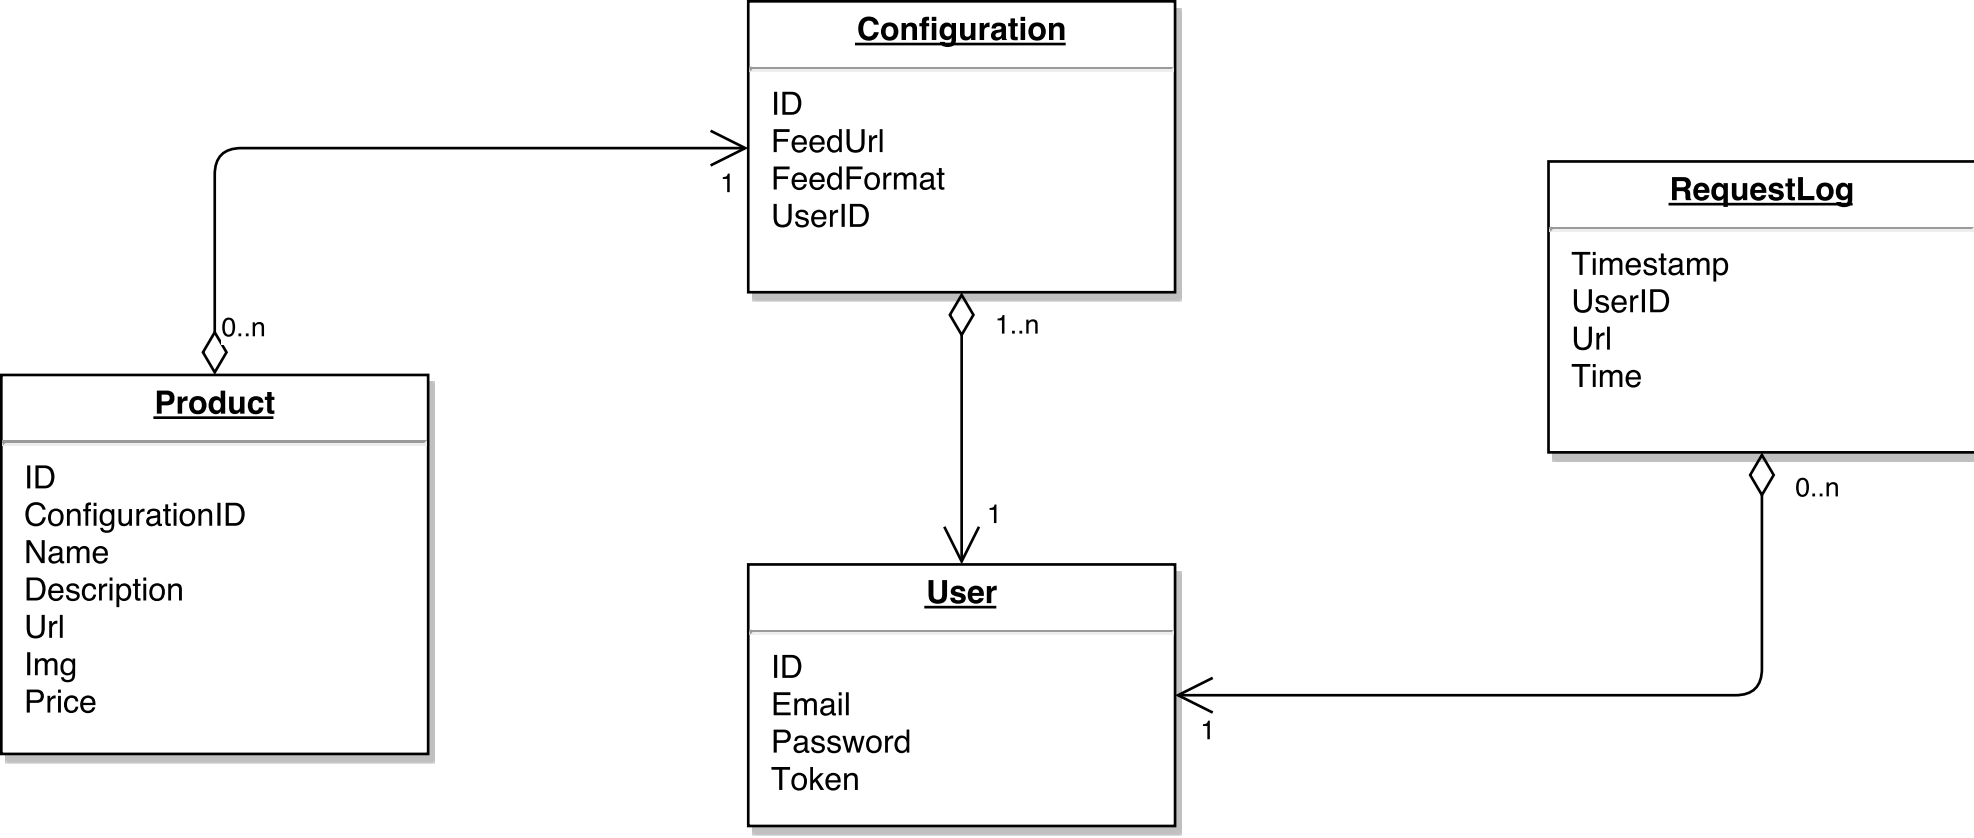 Configuration
ID
FeedUrl
FeedFormat
UserID
1
1..n
RequestLog
Timestamp
UserID
Url
Time
0..n
0..n
Product
ID
ConfigurationID
Name
Description
Url
Img
Price
1
User
ID
Email
Password
Token
1